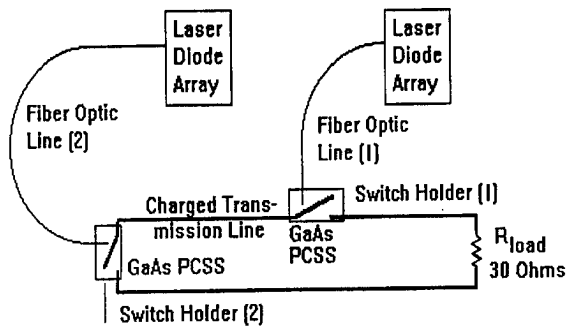 Laser
Diode
Array
Laser
Diode
Array
Fiber Optic
Line (2)
Fiber Optic
Line (1)
Switch Holder (1)
Charged Trans-
mission Line
GaAs
PCSS
GaAs PCSS
Rload
30 Ohms
Switch Holder (2)